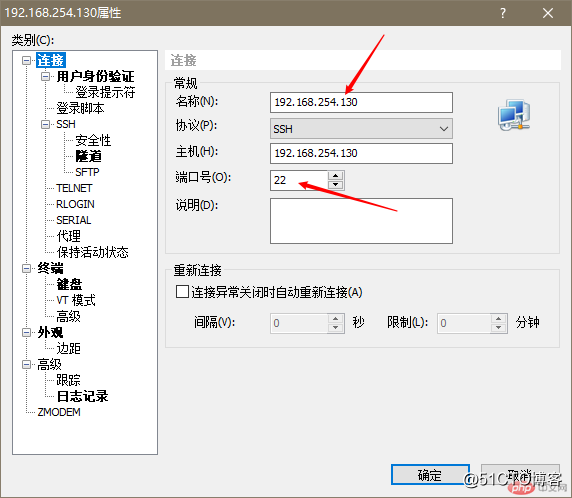 192.168.254.130属性
?
类别(C):
连接
用户身份验证
登录提示符
登录脚本
SSH
安全性
隧道
SFTP
TELNET
RLOGIN
SERIAL
代理
保持活动状态
终端
键盘
VT 模式
高级
外观
边距
高级
跟踪
日志记录
ZMODEM
连接
常规
名称(N): 192.168.254.130
协议(P): SSH
主机(H): 192.168.254.130
端口号(O): 22
说明(D):
重新连接
连接异常关闭时自动重新连接(A)
间隔(V): 0 秒 限制(L): 0 分钟
确定 取消
@51CTO博客
php 中文网